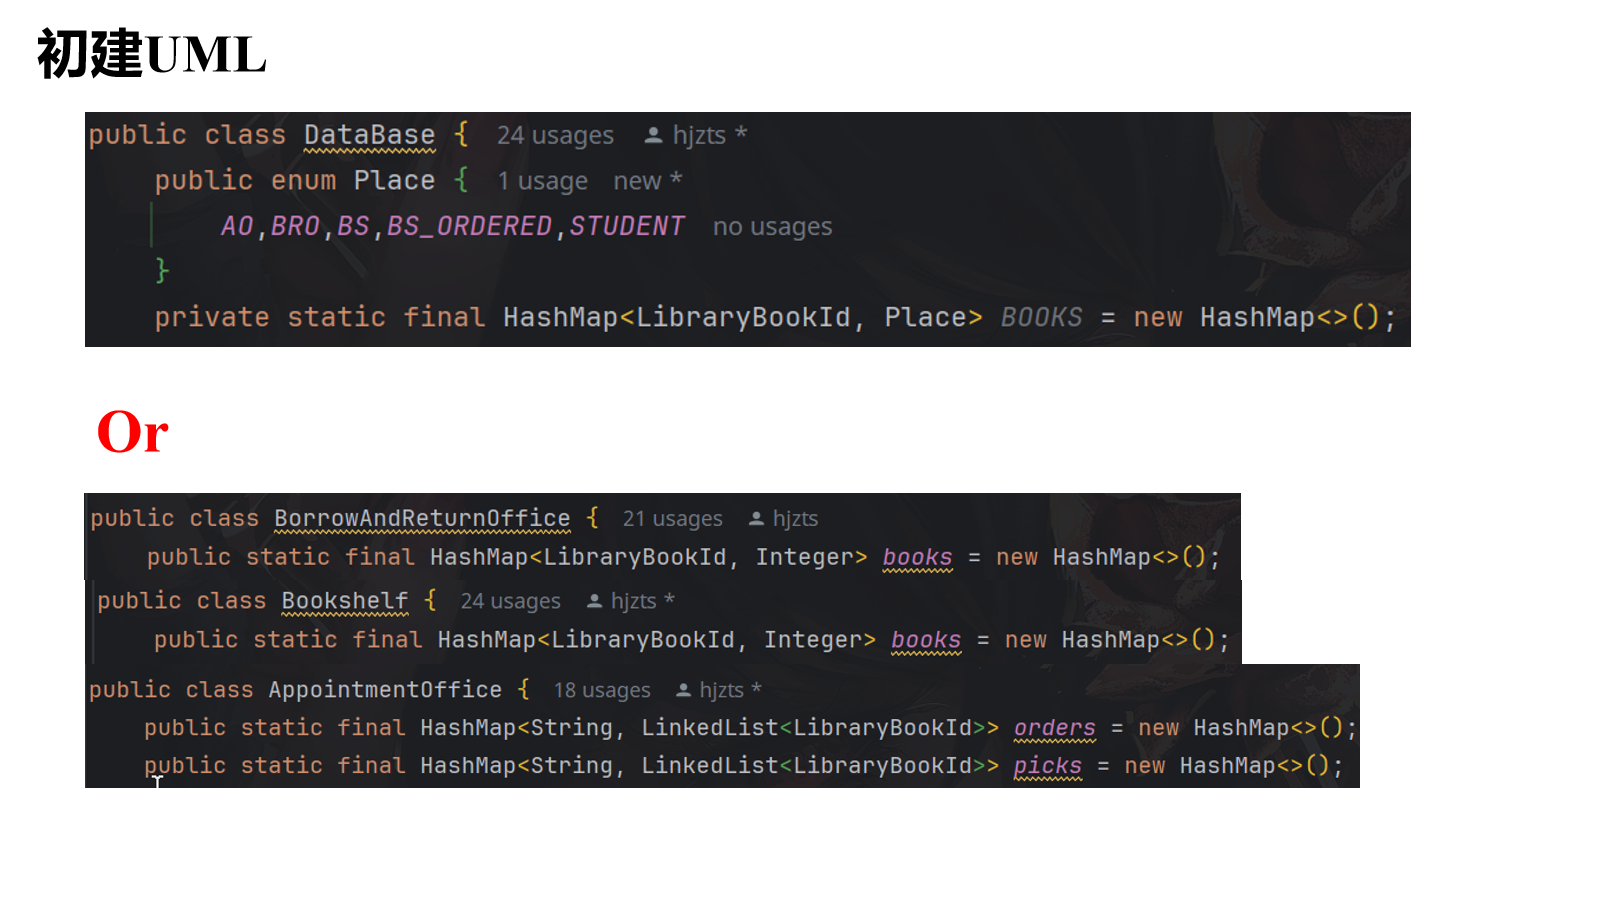 初建UML
public class DataBase { 24 usages hjzts *
public enum Place { 1 usage new *
AO,BRO,BS,BS_ORDERED,STUDENT no usages
}
private static final HashMap<LibraryBookId, Place> BOOKS = new HashMap<>();
Or
public class BorrowAndReturnOffice { 21 usages hjzts
public static final HashMap<LibraryBookId, Integer> books = new HashMap<>();
public class Bookshelf { 24 usages hjzts *
public static final HashMap<LibraryBookId, Integer> books = new HashMap<>();
public class AppointmentOffice { 18 usages hjzts *
public static final HashMap<String, LinkedList<LibraryBookId>> orders = new HashMap<>();
public static final HashMap<String, LinkedList<LibraryBookId>> picks = new HashMap<>();